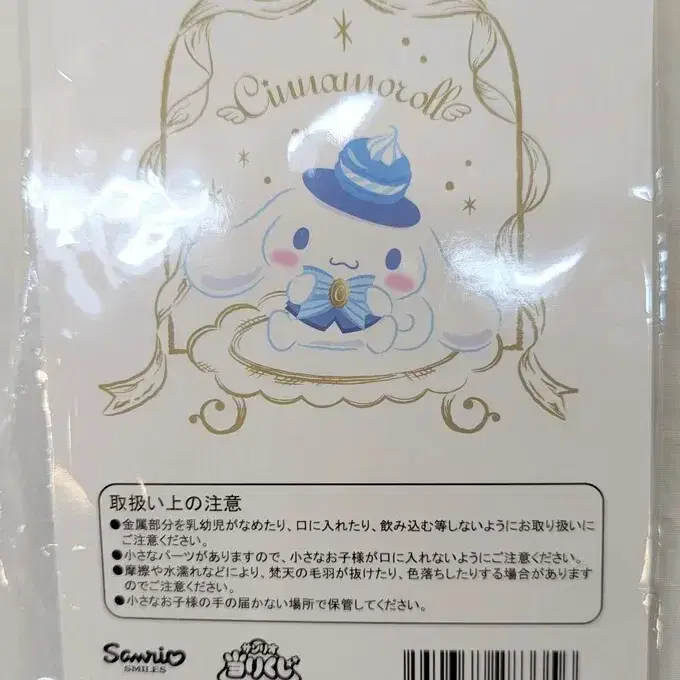 Cinnamoroll
取扱い上の注意
●金属部分を乳幼児がなめたり、口に入れたり、飲み込む等しないようにお取り扱いに
ご注意ください。
●小さなパーツがありますので、小さなお子様が口に入れないようにご注意ください。
●摩擦や水濡れなどにより、梵天の毛羽が抜けたり、色落ちしたりする場合があります
のでご注意ください。
●小さなお子様の手の届かない場所で保管してください。
Sanrio
SMILES
サンリオ
当りくじ